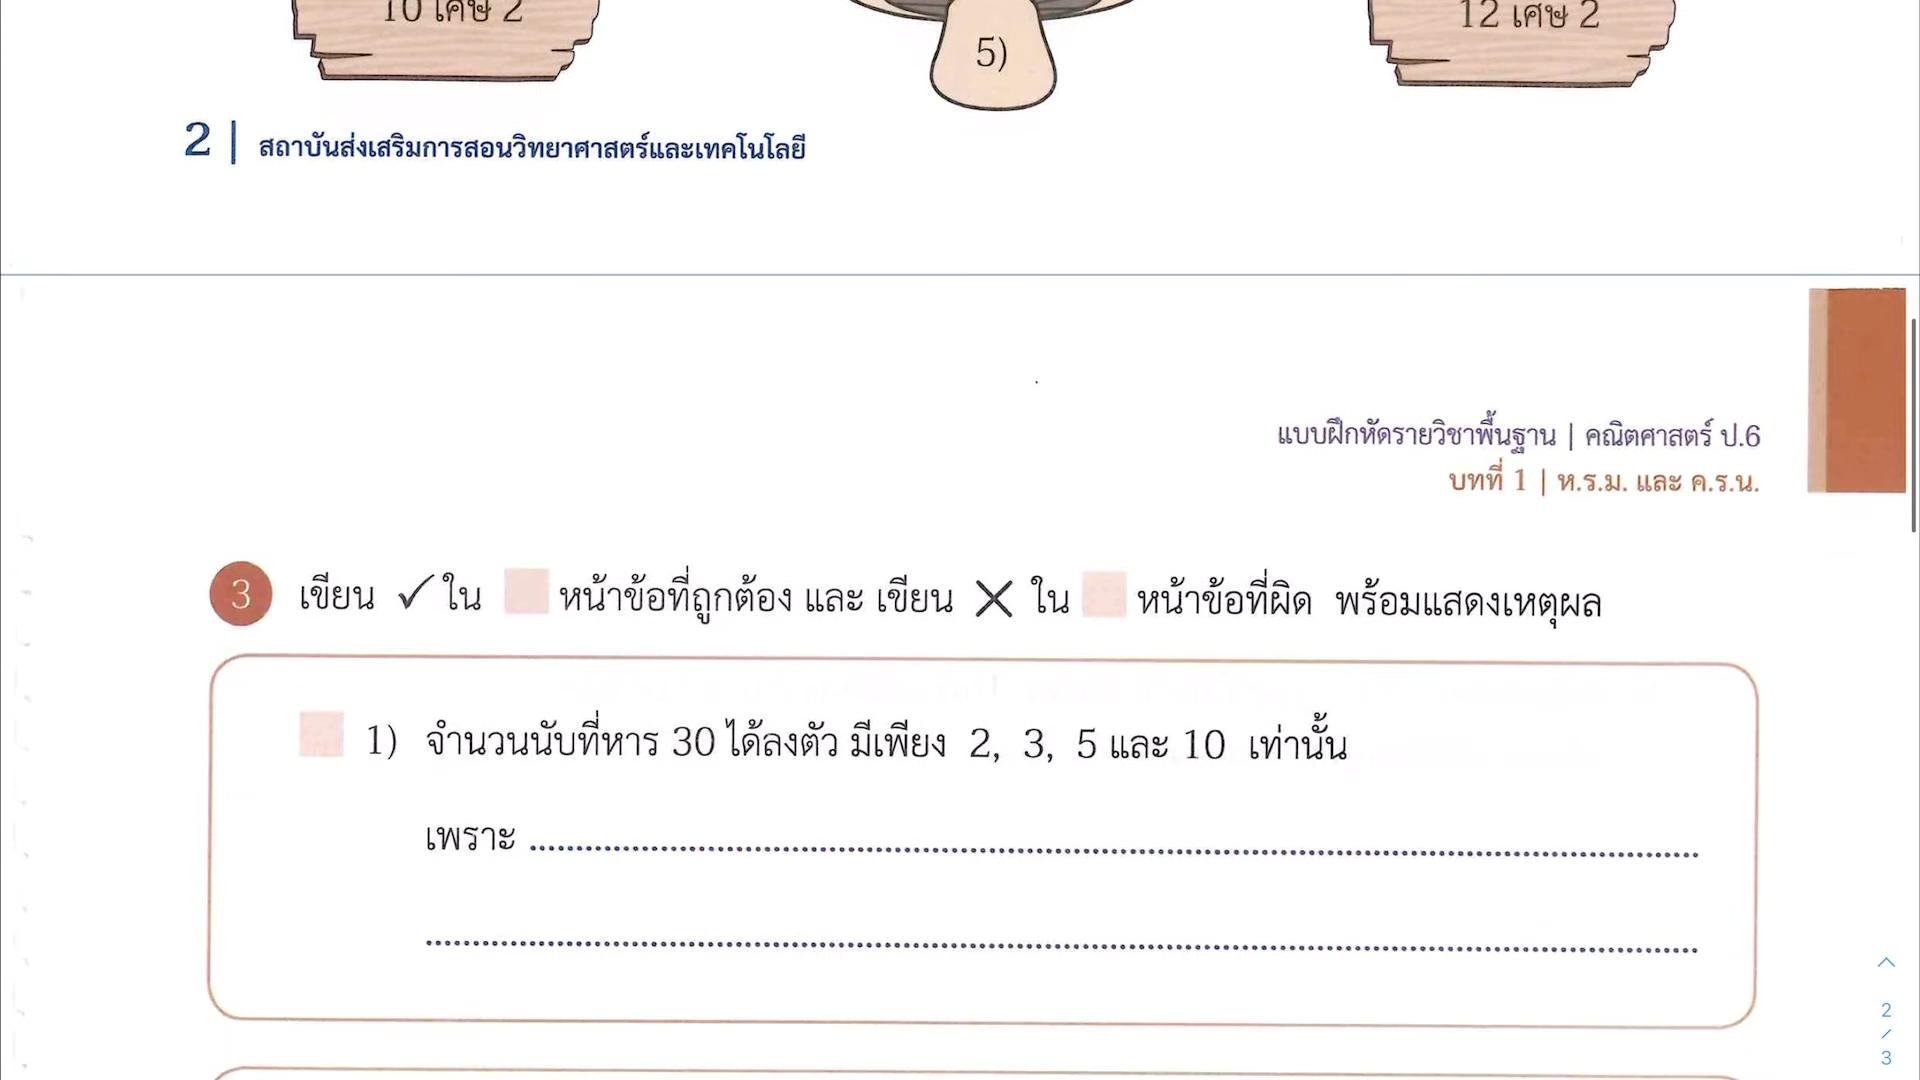 10 เศษ 2
5)
12 เศษ 2
2 | สถาบันส่งเสริมการสอนวิทยาศาสตร์และเทคโนโลยี
แบบฝึกหัดรายวิชาพื้นฐาน | คณิตศาสตร์ ป.6
บทที่ 1 | ห.ร.ม. และ ค.ร.น.
3 เขียน ✓ ใน หน้าข้อที่ถูกต้อง และ เขียน ✕ ใน หน้าข้อที่ผิด พร้อมแสดงเหตุผล
1) จำนวนนับที่หาร 30 ได้ลงตัว มีเพียง 2, 3, 5 และ 10 เท่านั้น
เพราะ
2
/
3